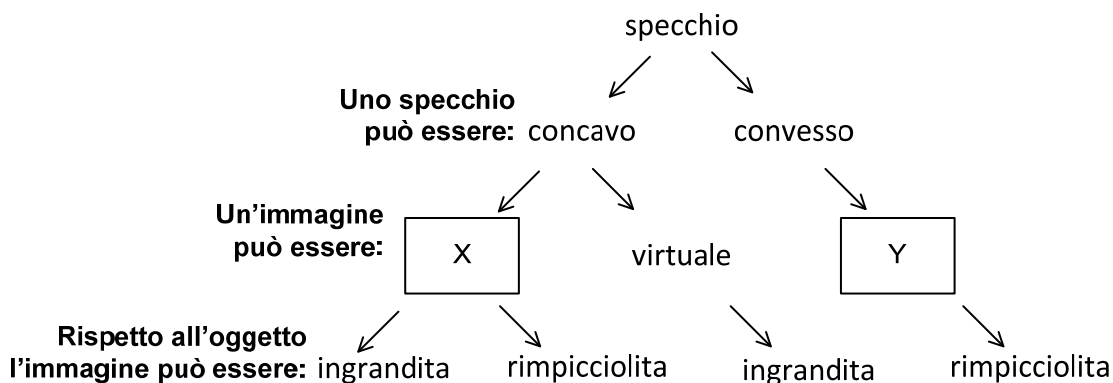 specchio
Uno specchio
può essere: concavo convesso
Un'immagine
può essere: X virtuale Y
Rispetto all'oggetto
l'immagine può essere: ingrandita rimpicciolita ingrandita rimpicciolita